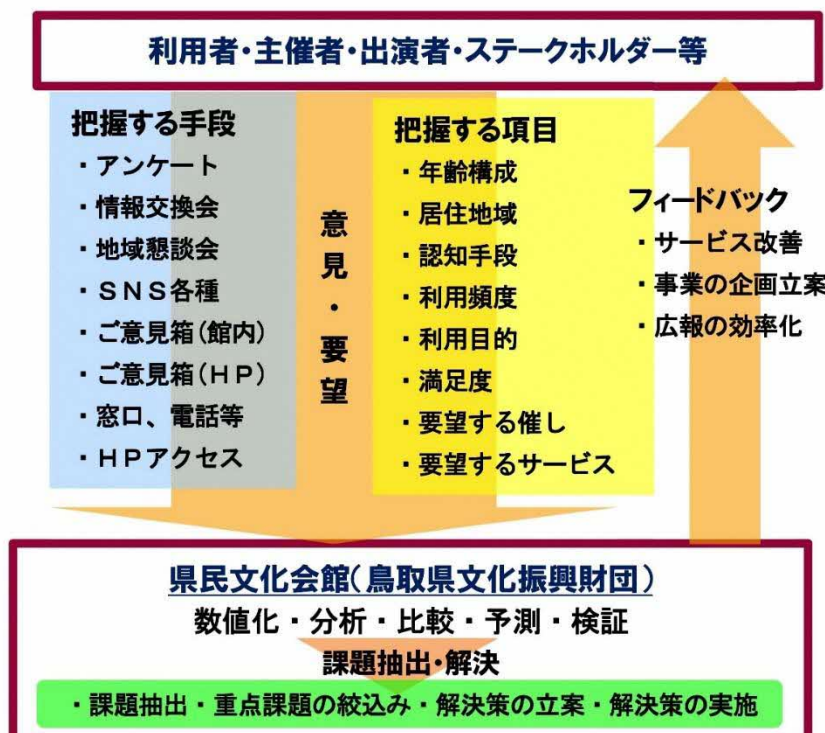 利用者・主催者・出演者・ステークホルダー等
把握する手段
・アンケート
・情報交換会
・地域懇談会
・ＳＮＳ各種
・ご意見箱(館内)
・ご意見箱(ＨＰ)
・窓口、電話等
・ＨＰアクセス
意見・要望
把握する項目
・年齢構成
・居住地域
・認知手段
・利用頻度
・利用目的
・満足度
・要望する催し
・要望するサービス
フィードバック
・サービス改善
・事業の企画立案
・広報の効率化
県民文化会館(鳥取県文化振興財団)
数値化・分析・比較・予測・検証
課題抽出・解決
・課題抽出・重点課題の絞込み・解決策の立案・解決策の実施